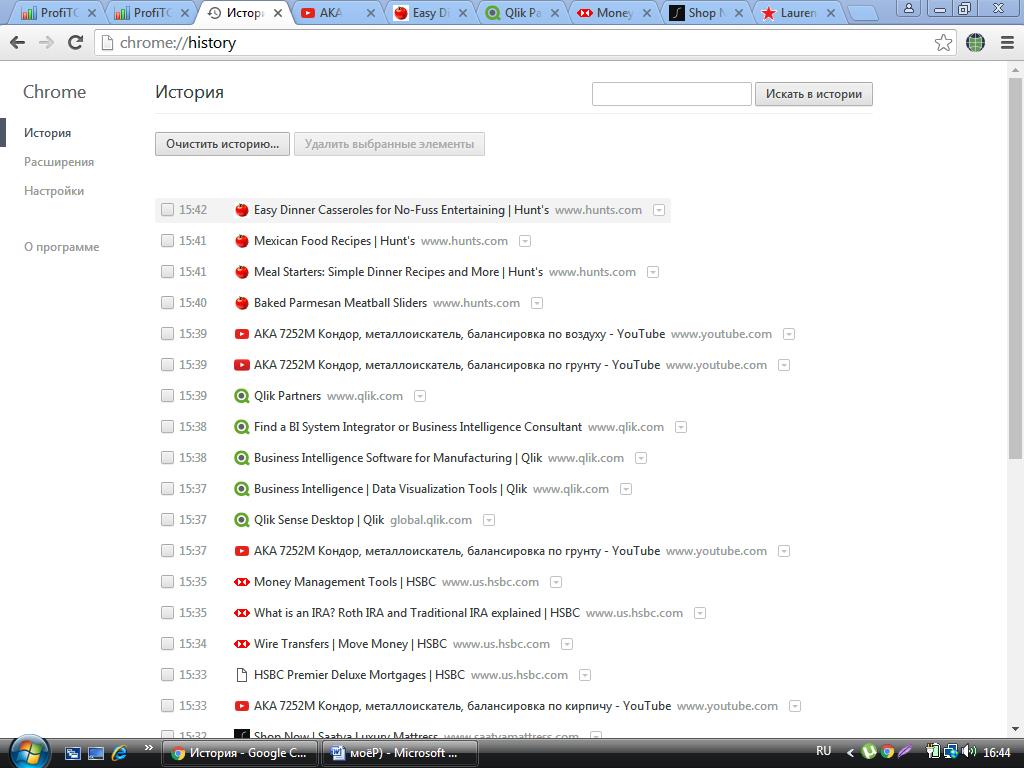 ProfiTC ProfiTC Истори АКА Easy Di Qlik Pa Money Shop N Lauren
chrome://history
Chrome
История
Искать в истории
История
Расширения
Настройки
О программе
Очистить историю... Удалить выбранные элементы
15:42 Easy Dinner Casseroles for No-Fuss Entertaining | Hunt's www.hunts.com
15:41 Mexican Food Recipes | Hunt's www.hunts.com
15:41 Meal Starters: Simple Dinner Recipes and More | Hunt's www.hunts.com
15:40 Baked Parmesan Meatball Sliders www.hunts.com
15:39 АКА 7252М Кондор, металлоискатель, балансировка по воздуху - YouTube www.youtube.com
15:39 АКА 7252М Кондор, металлоискатель, балансировка по грунту - YouTube www.youtube.com
15:39 Qlik Partners www.qlik.com
15:38 Find a BI System Integrator or Business Intelligence Consultant www.qlik.com
15:38 Business Intelligence Software for Manufacturing | Qlik www.qlik.com
15:37 Business Intelligence | Data Visualization Tools | Qlik www.qlik.com
15:37 Qlik Sense Desktop | Qlik global.qlik.com
15:37 АКА 7252М Кондор, металлоискатель, балансировка по грунту - YouTube www.youtube.com
15:35 Money Management Tools | HSBC www.us.hsbc.com
15:35 What is an IRA? Roth IRA and Traditional IRA explained | HSBC www.us.hsbc.com
15:34 Wire Transfers | Move Money | HSBC www.us.hsbc.com
15:33 HSBC Premier Deluxe Mortgages | HSBC www.us.hsbc.com
15:33 АКА 7252М Кондор, металлоискатель, балансировка по кирпичу - YouTube www.youtube.com
15:32 Shop Now | Saatva Luxury Mattress www.saatvamattress.com
История - Google C... моёР) - Microsoft ... RU 16:44